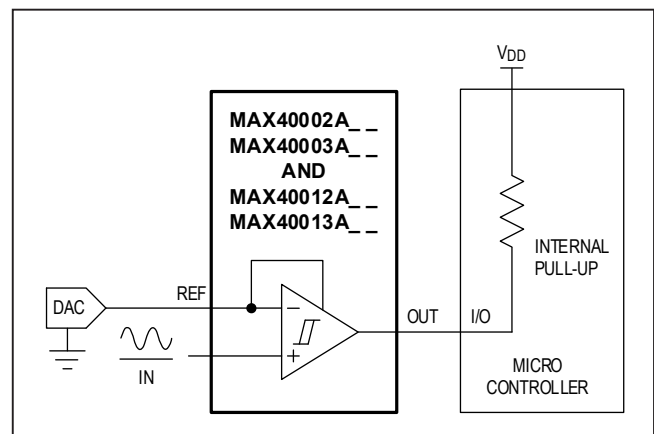 MAX40002A_ _
MAX40003A_ _
AND
MAX40012A_ _
MAX40013A_ _
VDD
INTERNAL
PULL-UP
DAC
REF
−
+
IN
OUT
I/O
MICRO
CONTROLLER